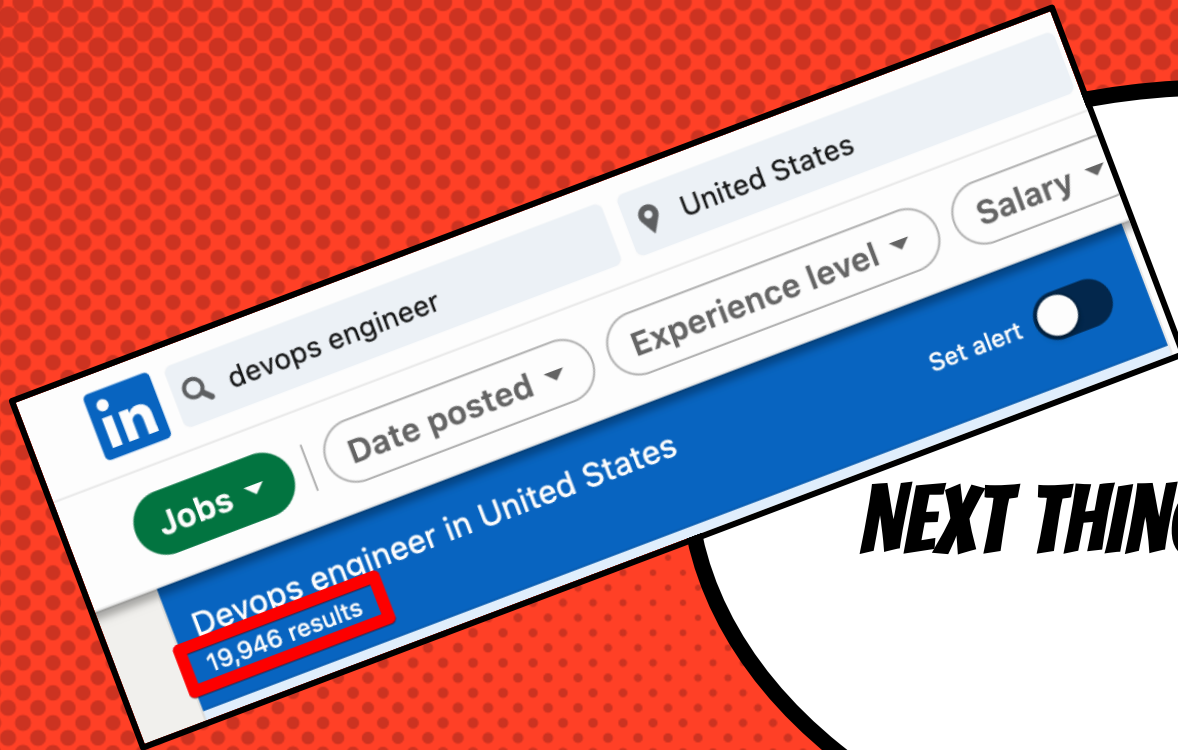 in
devops engineer
United States
Jobs
Date posted
Experience level
Salary
Devops engineer in United States
19,946 results
Set alert
NEXT THING